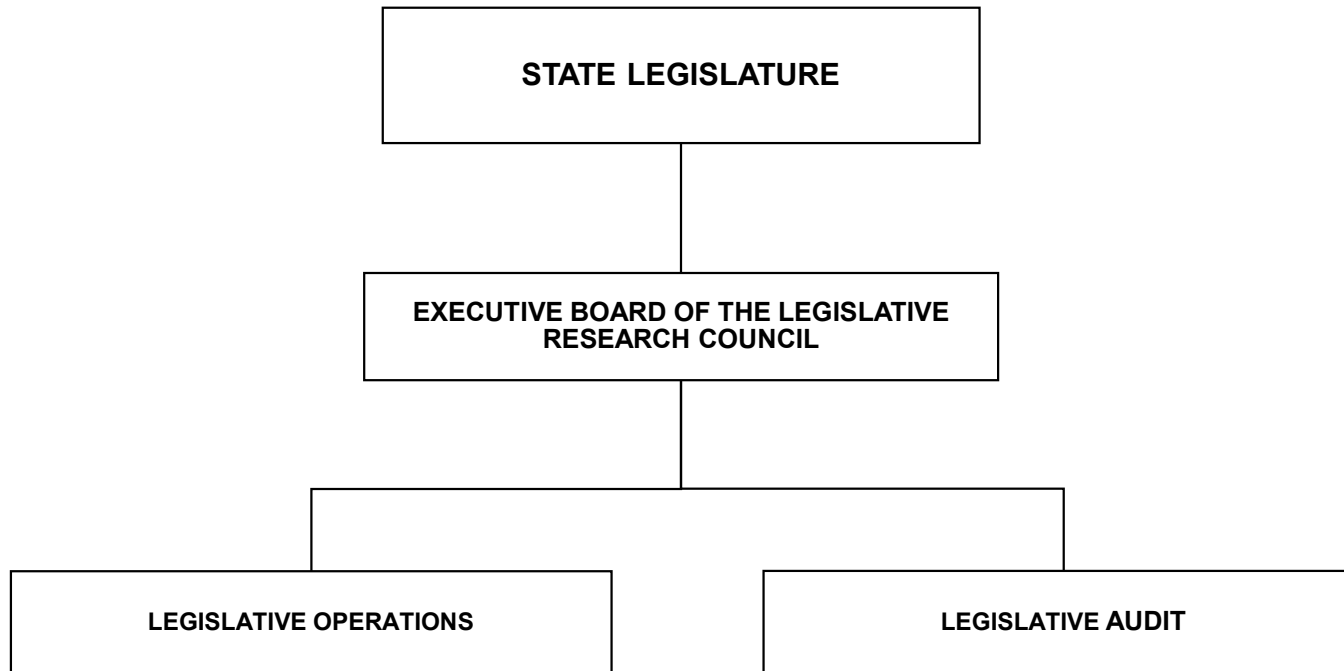 STATE LEGISLATURE
EXECUTIVE BOARD OF THE LEGISLATIVE
RESEARCH COUNCIL
LEGISLATIVE OPERATIONS
LEGISLATIVE AUDIT